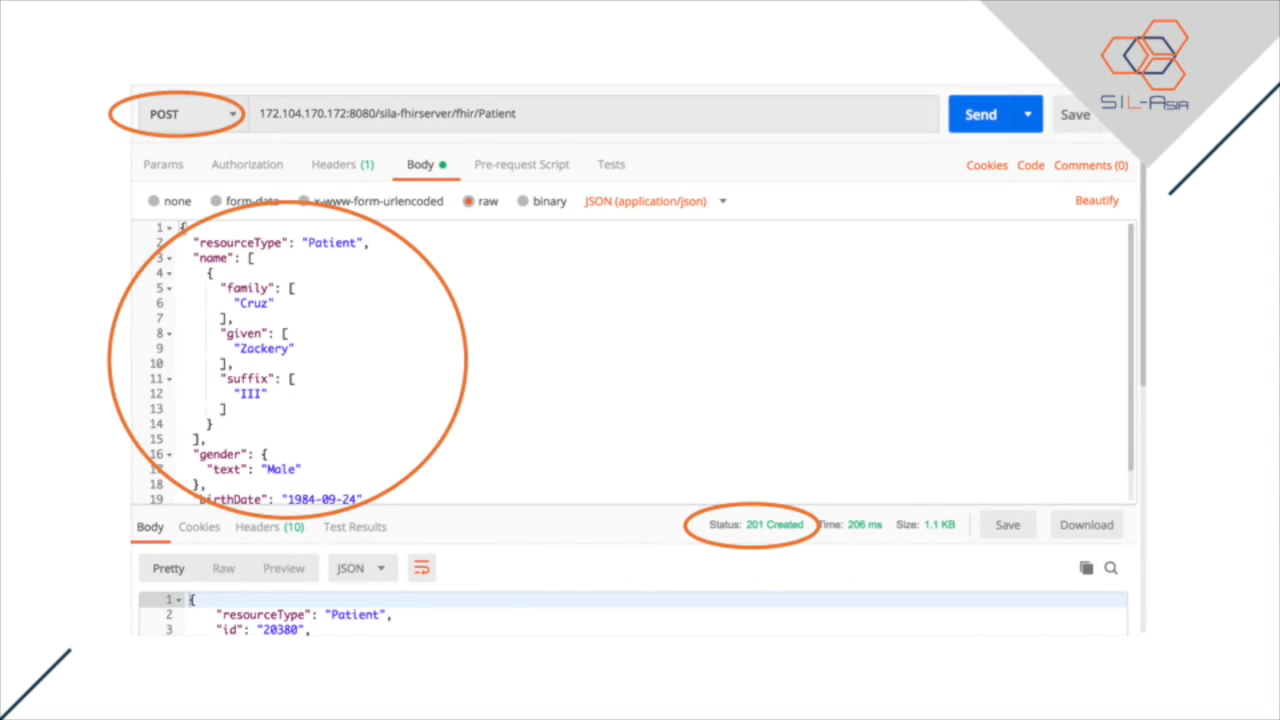 SIL-ASIA
POST 172.104.170.172:8080/sila-fhirserver/fhir/Patient Send Save
Params Authorization Headers (1) Body Pre-request Script Tests Cookies Code Comments (0)
none form-data x-www-form-urlencoded raw binary JSON (application/json) Beautify
1 {
2 "resourceType": "Patient",
3 "name": [
4 {
5 "family": [
6 "Cruz"
7 ],
8 "given": [
9 "Zackery"
10 ],
11 "suffix": [
12 "III"
13 ]
14 }
15 ],
16 "gender": {
17 "text": "Male"
18 },
19 "birthDate": "1984-09-24"
Body Cookies Headers (10) Test Results Status: 201 Created Time: 206 ms Size: 1.1 KB Save Download
Pretty Raw Preview JSON
1 {
2 "resourceType": "Patient",
3 "id": "20380",